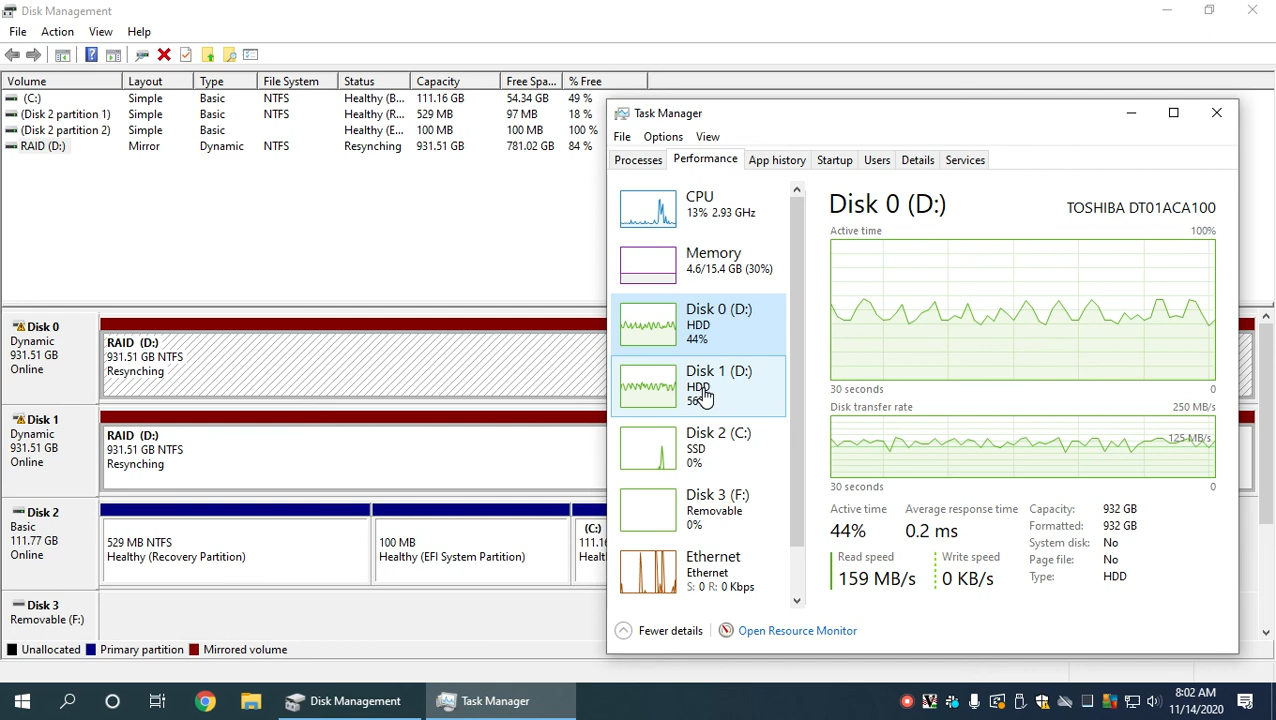 Disk Management
File Action View Help
Volume Layout Type File System Status Capacity Free Spa... % Free
(C:) Simple Basic NTFS Healthy (B... 111.16 GB 54.34 GB 49 %
(Disk 2 partition 1) Simple Basic NTFS Healthy (R... 529 MB 97 MB 18 %
(Disk 2 partition 2) Simple Basic Healthy (E... 100 MB 100 MB 100 %
RAID (D:) Mirror Dynamic NTFS Resynching 931.51 GB 781.02 GB 84 %
Disk 0
Dynamic
931.51 GB
Online
RAID (D:)
931.51 GB NTFS
Resynching
Disk 1
Dynamic
931.51 GB
Online
RAID (D:)
931.51 GB NTFS
Resynching
Disk 2
Basic
111.77 GB
Online
529 MB NTFS
Healthy (Recovery Partition)
100 MB
Healthy (EFI System Partition)
(C:)
111.16
Healt
Disk 3
Removable (F:)
Unallocated Primary partition Mirrored volume
Task Manager
File Options View
Processes Performance App history Startup Users Details Services
CPU
13% 2.93 GHz
Memory
4.6/15.4 GB (30%)
Disk 0 (D:)
HDD
44%
Disk 1 (D:)
HDD
Disk 2 (C:)
SSD
0%
Disk 3 (F:)
Removable
0%
Ethernet
Ethernet
S: 0 R: 0 Kbps
Disk 0 (D:) TOSHIBA DT01ACA100
Active time 100%
30 seconds 0
Disk transfer rate 250 MB/s
125 MB/s
30 seconds 0
Active time Average response time
44% 0.2 ms
Read speed Write speed
159 MB/s 0 KB/s
Capacity: 932 GB
Formatted: 932 GB
System disk: No
Page file: No
Type: HDD
Fewer details Open Resource Monitor
Disk Management Task Manager
8:02 AM
11/14/2020